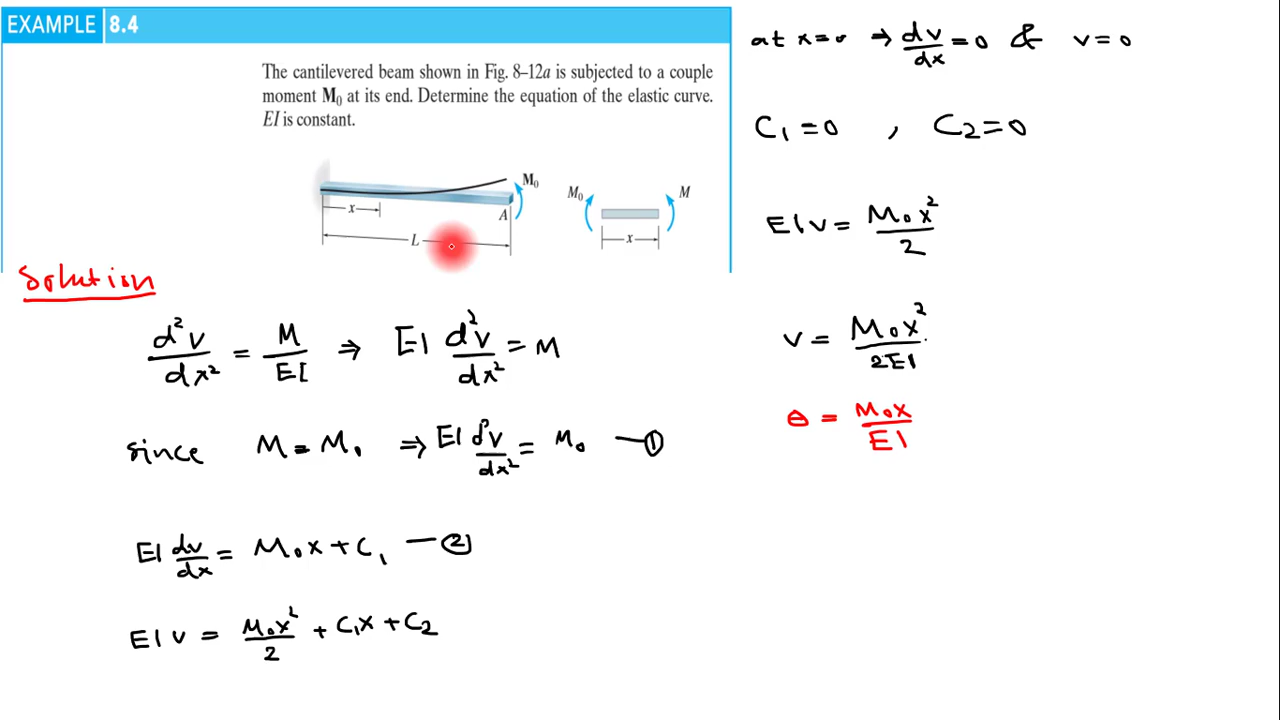 EXAMPLE 8.4
The cantilevered beam shown in Fig. 8–12a is subjected to a couple
moment M₀ at its end. Determine the equation of the elastic curve.
EI is constant.
M₀
x
A
L
M₀
M
x
Solution
d²v/dx² = M/EI ⇒ EI d²v/dx² = M
since M = M₀ ⇒ EI d²v/dx² = M₀ —①
EI dv/dx = M₀x + C₁ —②
EI v = M₀x²/2 + C₁x + C₂
at x=0 → dv/dx = 0 & v=0
C₁ = 0 , C₂ = 0
EI v = M₀x²/2
v = M₀x²/2EI
θ = M₀x/EI